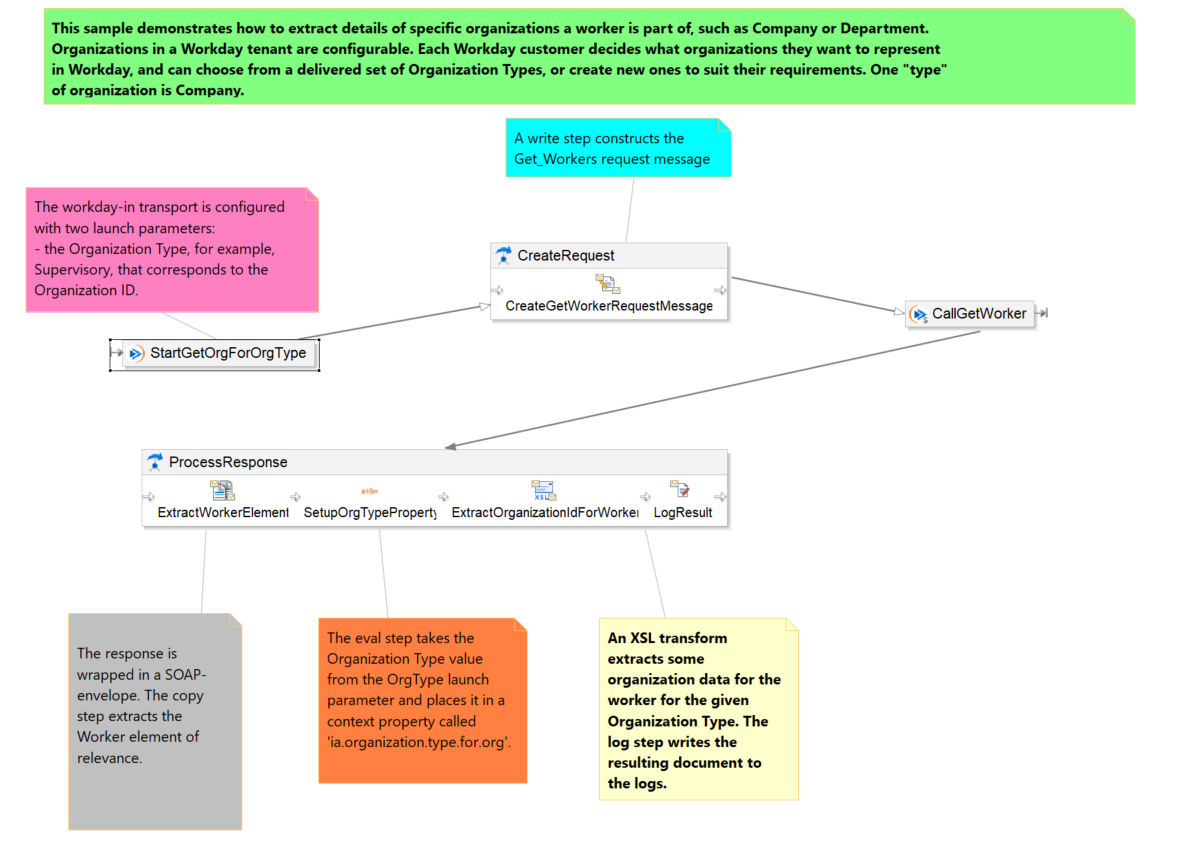 This sample demonstrates how to extract details of specific organizations a worker is part of, such as Company or Department.
Organizations in a Workday tenant are configurable. Each Workday customer decides what organizations they want to represent
in Workday, and can choose from a delivered set of Organization Types, or create new ones to suit their requirements. One "type"
of organization is Company.
A write step constructs the
Get_Workers request message
The workday-in transport is configured
with two launch parameters:
- the Organization Type, for example,
Supervisory, that corresponds to the
Organization ID.
CreateRequest
CreateGetWorkerRequestMessage
CallGetWorker
StartGetOrgForOrgType
ProcessResponse
ExtractWorkerElement
SetupOrgTypeProperty
ExtractOrganizationIdForWorker
LogResult
The response is
wrapped in a SOAP-
envelope. The copy
step extracts the
Worker element of
relevance.
The eval step takes the
Organization Type value
from the OrgType launch
parameter and places it in a
context property called
'ia.organization.type.for.org'.
An XSL transform
extracts some
organization data for the
worker for the given
Organization Type. The
log step writes the
resulting document to
the logs.